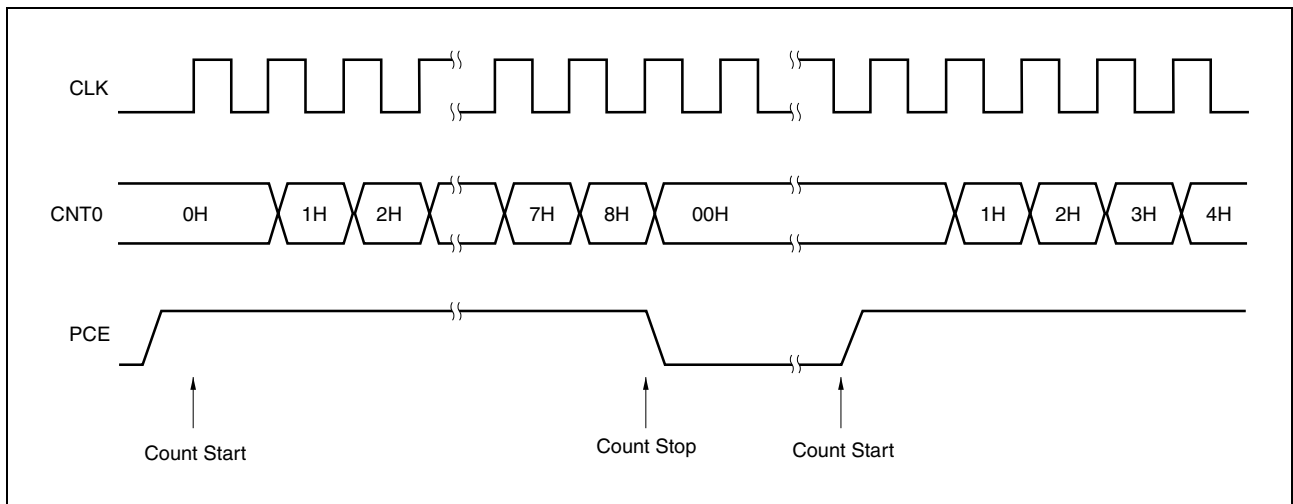 CLK
CNT0 0H 1H 2H 7H 8H 00H 1H 2H 3H 4H
PCE
Count Start Count Stop Count Start